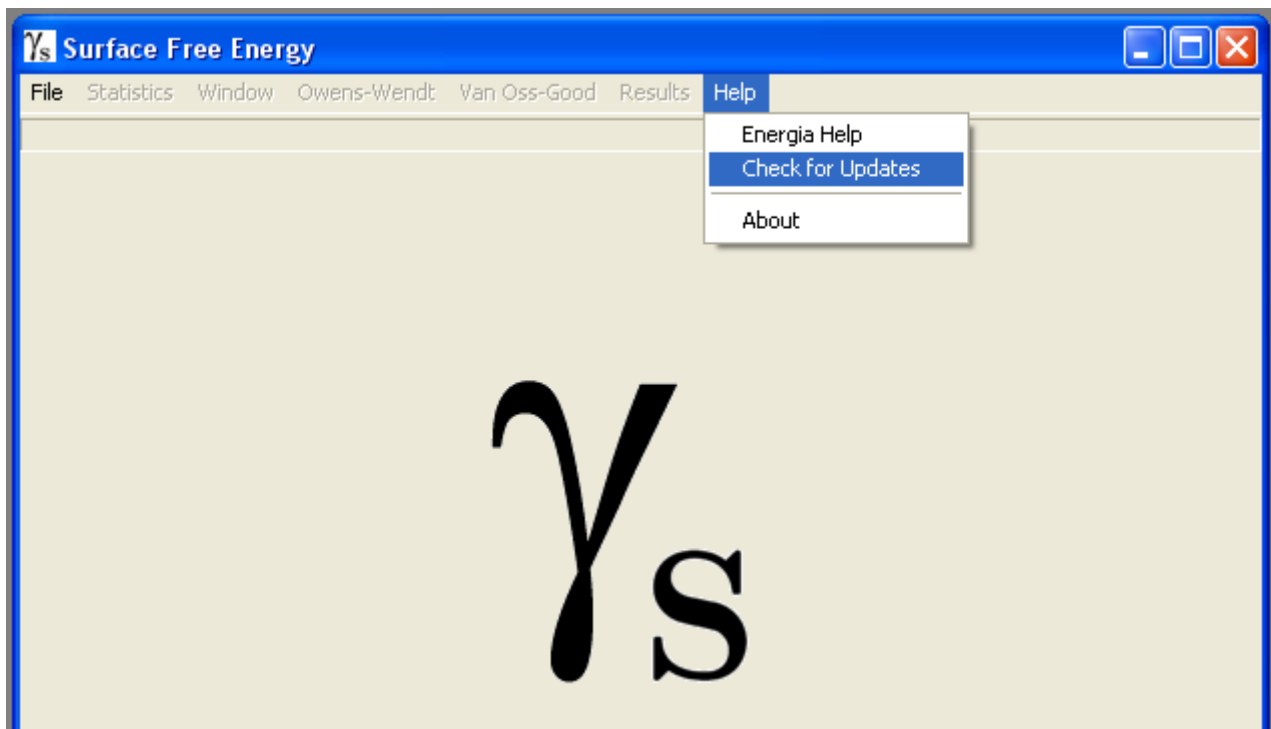 γs Surface Free Energy
File Statistics Window Owens-Wendt Van Oss-Good Results Help
Energia Help
Check for Updates
About
γs